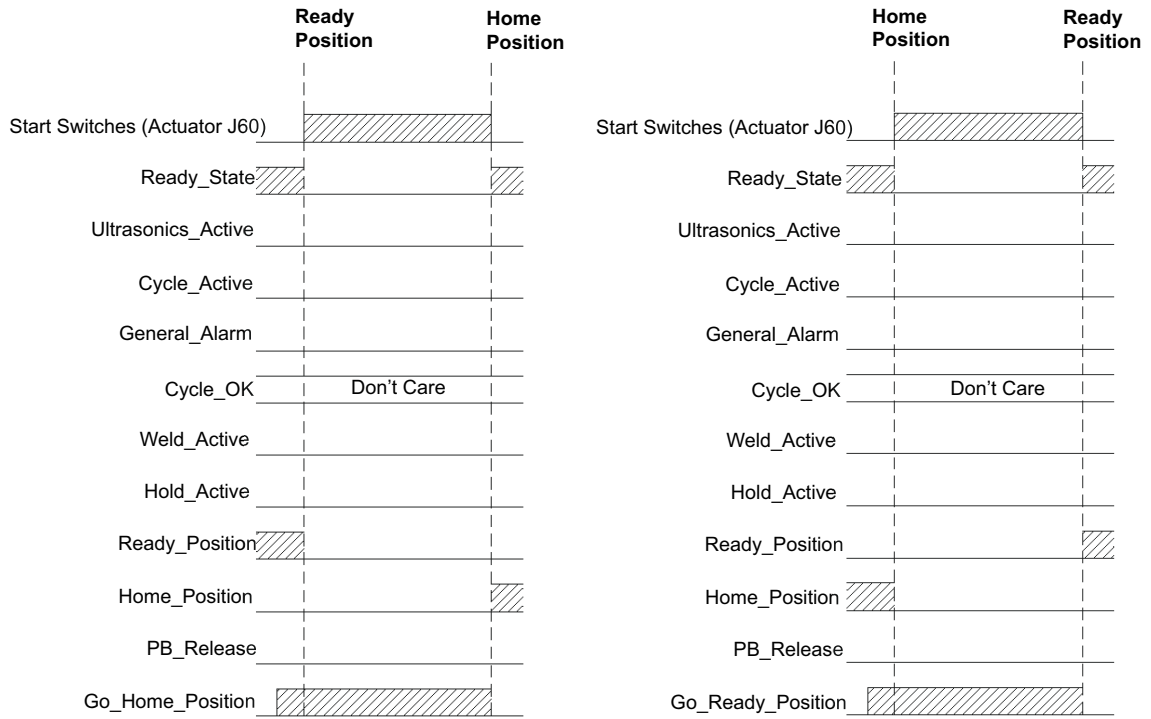 Ready
Position
Home
Position
Start Switches (Actuator J60)
Ready_State
Ultrasonics_Active
Cycle_Active
General_Alarm
Cycle_OK
Don't Care
Weld_Active
Hold_Active
Ready_Position
Home_Position
PB_Release
Go_Home_Position
Home
Position
Ready
Position
Start Switches (Actuator J60)
Ready_State
Ultrasonics_Active
Cycle_Active
General_Alarm
Cycle_OK
Don't Care
Weld_Active
Hold_Active
Ready_Position
Home_Position
PB_Release
Go_Ready_Position